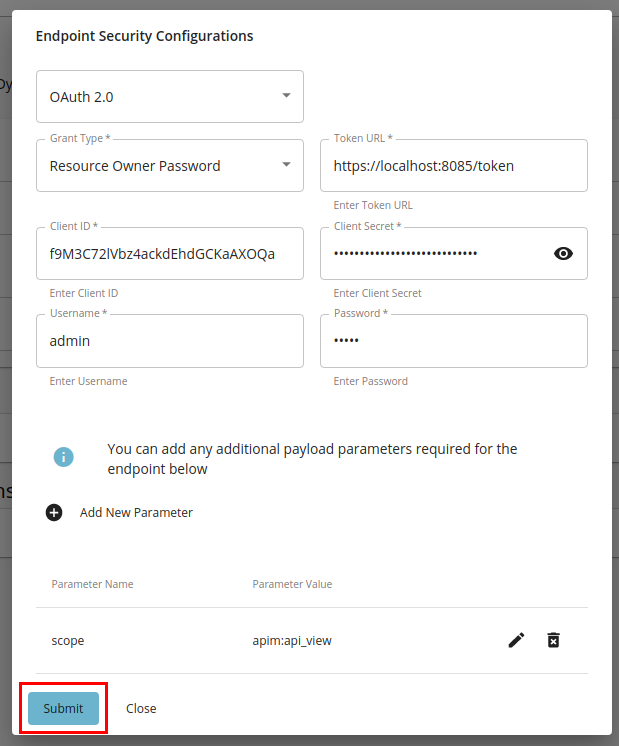 Endpoint Security Configurations
OAuth 2.0
Grant Type *
Resource Owner Password
Token URL *
https://localhost:8085/token
Enter Token URL
Client ID *
f9M3C72lVbz4ackdEhdGCKaAXOQa
Enter Client ID
Client Secret *
••••••••••••••••••••••••••••
Enter Client Secret
Username *
admin
Enter Username
Password *
•••••
Enter Password
You can add any additional payload parameters required for the
endpoint below
Add New Parameter
Parameter Name Parameter Value
scope apim:api_view
Submit Close